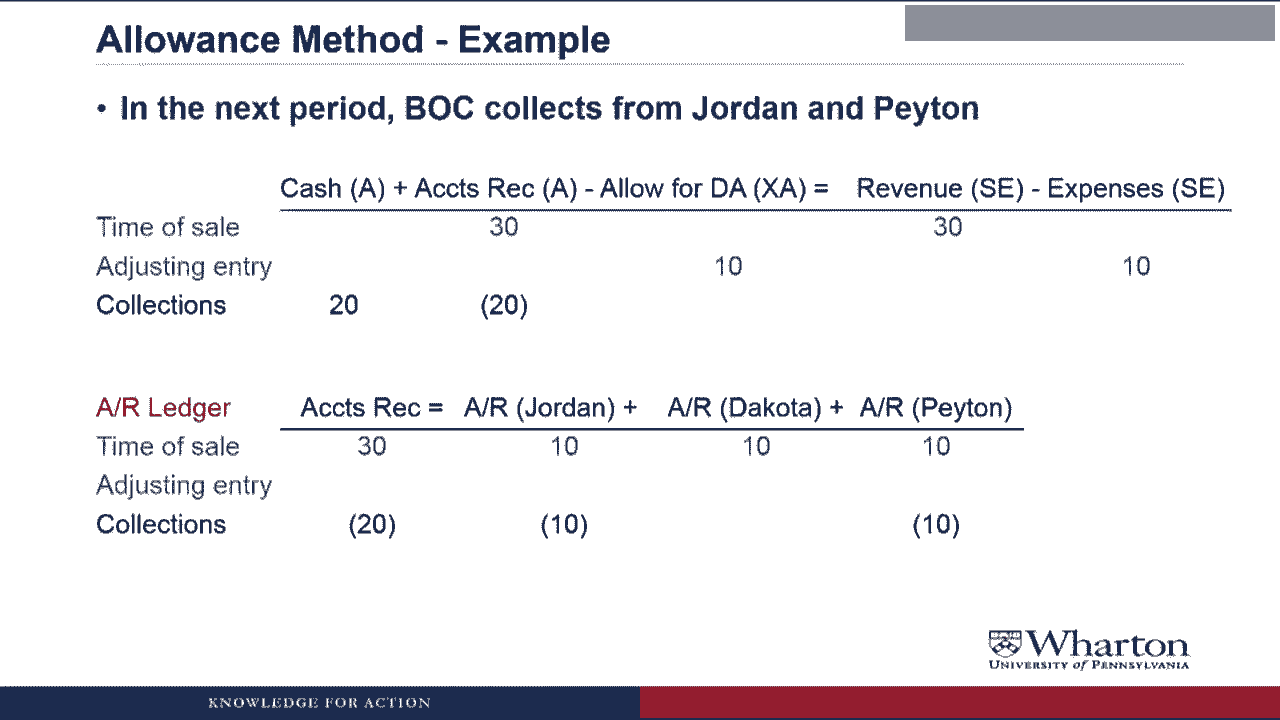 Allowance Method - Example
• In the next period, BOC collects from Jordan and Peyton
Cash (A) + Accts Rec (A) - Allow for DA (XA) = Revenue (SE) - Expenses (SE)
Time of sale 30 30
Adjusting entry 10 10
Collections 20 (20)
A/R Ledger Accts Rec = A/R (Jordan) + A/R (Dakota) + A/R (Peyton)
Time of sale 30 10 10 10
Adjusting entry
Collections (20) (10) (10)
Wharton
UNIVERSITY of PENNSYLVANIA
KNOWLEDGE FOR ACTION